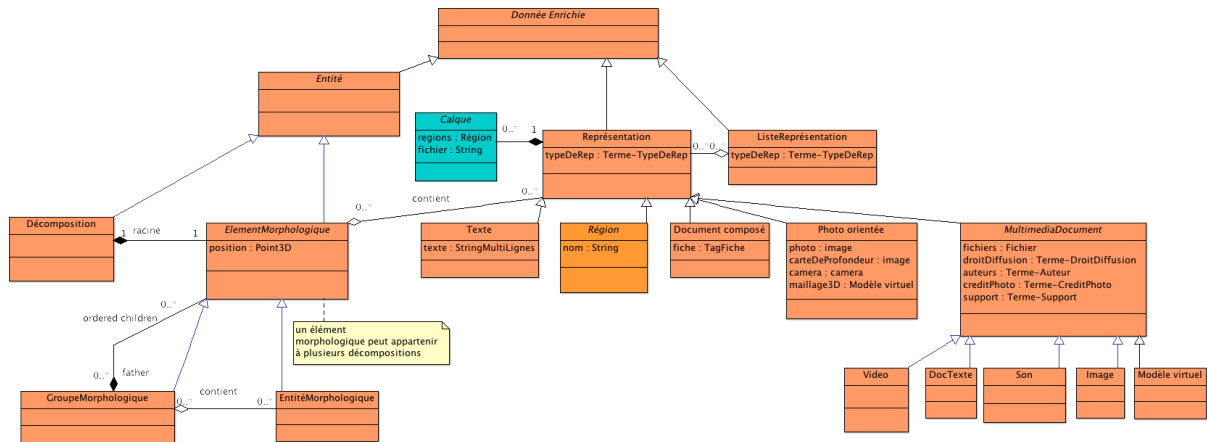 Donnée Enrichie
Entité
Calque
regions : Région
fichier : String
0..*
1
Représentation
typeDeRep : Terme-TypeDeRep
0..*
0..*
ListeReprésentation
typeDeRep : Terme-TypeDeRep
Décomposition
1
racine
1
ElementMorphologique
position : Point3D
0..*
contient
0..*
Texte
texte : StringMultiLignes
Région
nom : String
Document composé
fiche : TagFiche
Photo orientée
photo : image
carteDeProfondeur : image
camera : camera
maillage3D : Modèle virtuel
MultimediaDocument
fichiers : Fichier
droitDiffusion : Terme-DroitDiffusion
auteurs : Terme-Auteur
creditPhoto : Terme-CreditPhoto
support : Terme-Support
0..*
ordered children
un élément
morphologique peut appartenir
à plusieurs décompositions
0..*
father
GroupeMorphologique
0..*
contient
0..*
EntitéMorphologique
Video
DocTexte
Son
Image
Modèle virtuel